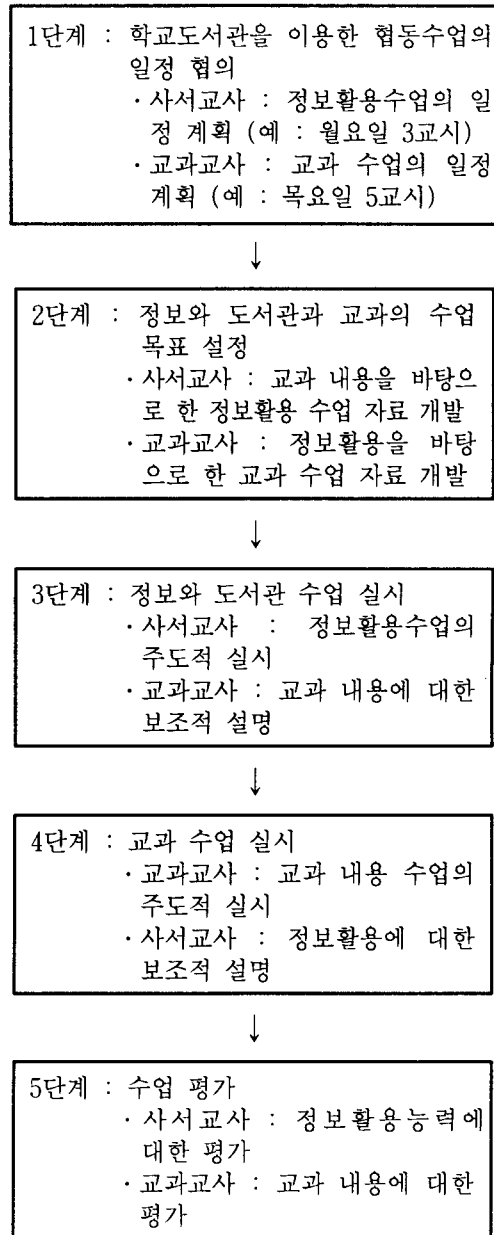 1단계 : 학교도서관을 이용한 협동수업의
일정 협의
· 사서교사 : 정보활용수업의 일
정 계획 (예 : 월요일 3교시)
· 교과교사 : 교과 수업의 일정
계획 (예 : 목요일 5교시)
↓
2단계 : 정보와 도서관과 교과의 수업
목표 설정
· 사서교사 : 교과 내용을 바탕으
로 한 정보활용 수업 자료 개발
· 교과교사 : 정보활용을 바탕
으로 한 교과 수업 자료 개발
↓
3단계 : 정보와 도서관 수업 실시
· 사서교사 : 정보활용수업의
주도적 실시
· 교과교사 : 교과 내용에 대한
보조적 설명
↓
4단계 : 교과 수업 실시
· 교과교사 : 교과 내용 수업의
주도적 실시
· 사서교사 : 정보활용에 대한
보조적 설명
↓
5단계 : 수업 평가
· 사서교사 : 정보활용능력에
대한 평가
· 교과교사 : 교과 내용에 대한
평가